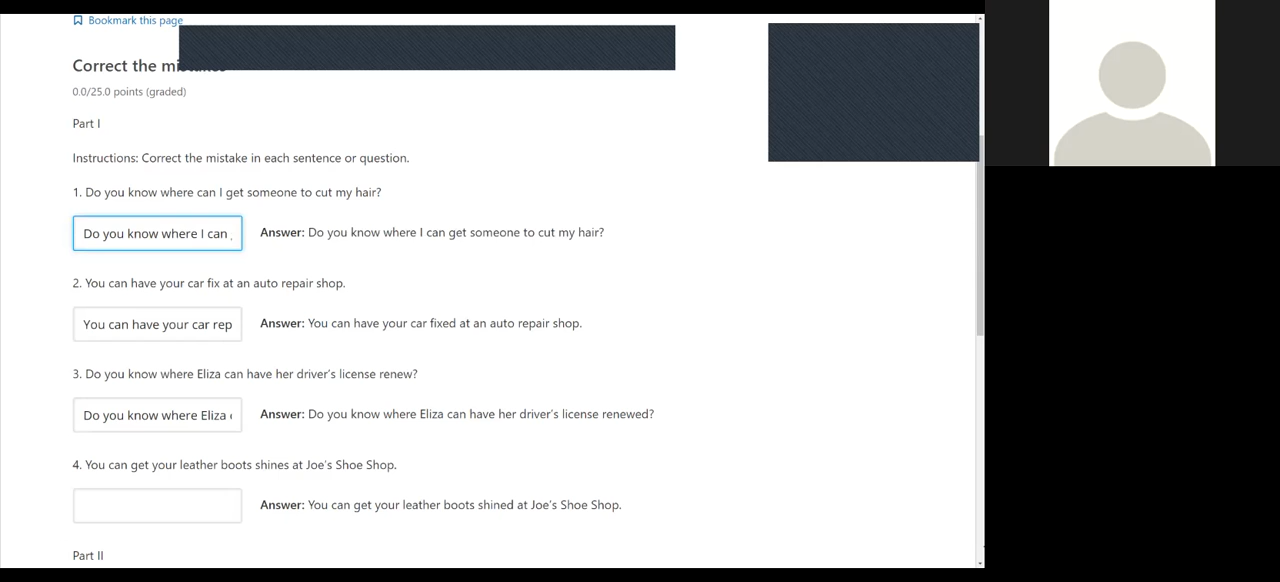 Bookmark this page
Correct the
0.0/25.0 points (graded)
Part I
Instructions: Correct the mistake in each sentence or question.
1. Do you know where can I get someone to cut my hair?
Do you know where I can
Answer: Do you know where I can get someone to cut my hair?
2. You can have your car fix at an auto repair shop.
You can have your car rep
Answer: You can have your car fixed at an auto repair shop.
3. Do you know where Eliza can have her driver's license renew?
Do you know where Eliza
Answer: Do you know where Eliza can have her driver's license renewed?
4. You can get your leather boots shines at Joe's Shoe Shop.
Answer: You can get your leather boots shined at Joe's Shoe Shop.
Part II